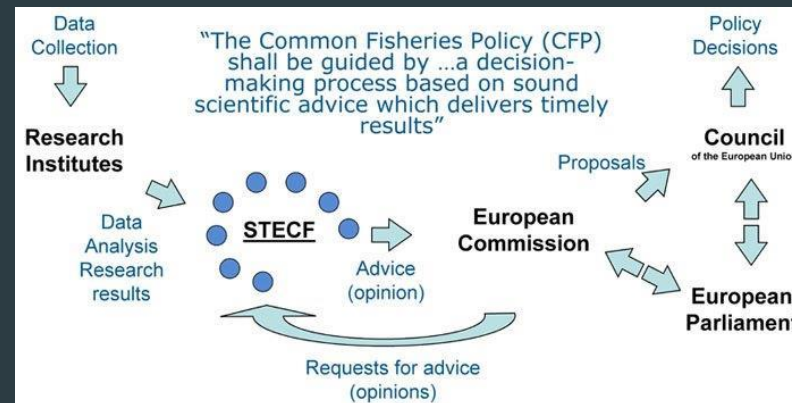 Data
Collection
"The Common Fisheries Policy (CFP)
shall be guided by …a decision-
making process based on sound
scientific advice which delivers timely
results"
Policy
Decisions
Research
Institutes
Council
of the European Unio
Proposals
STECF
European
Commission
Data
Analysis
Research
results
Advice
(opinion)
European
Parliament
Requests for advice
(opinions)